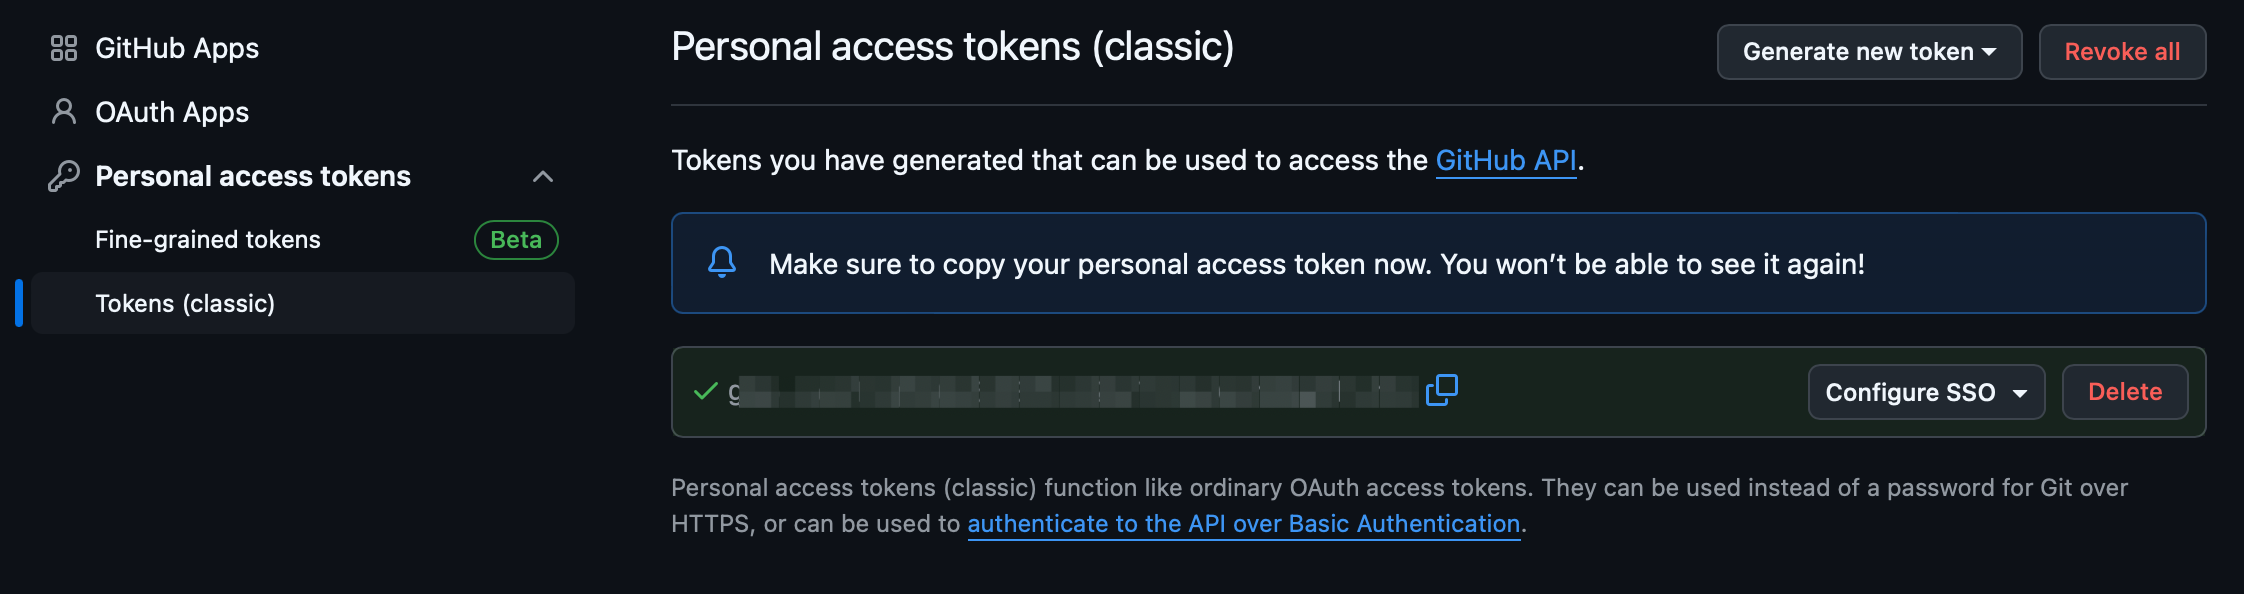 GitHub Apps
OAuth Apps
Personal access tokens
Fine-grained tokens Beta
Tokens (classic)
Personal access tokens (classic)
Generate new token
Revoke all
Tokens you have generated that can be used to access the GitHub API.
Make sure to copy your personal access token now. You won’t be able to see it again!
Configure SSO
Delete
Personal access tokens (classic) function like ordinary OAuth access tokens. They can be used instead of a password for Git over
HTTPS, or can be used to authenticate to the API over Basic Authentication.